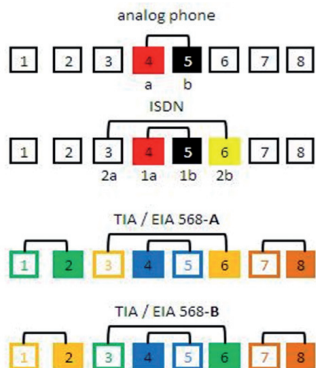 analog phone
1 2 3 4 5 6 7 8
a b
ISDN
1 2 3 4 5 6 7 8
2a 1a 1b 2b
TIA / EIA 568-A
1 2 3 4 5 6 7 8
TIA / EIA 568-B
1 2 3 4 5 6 7 8